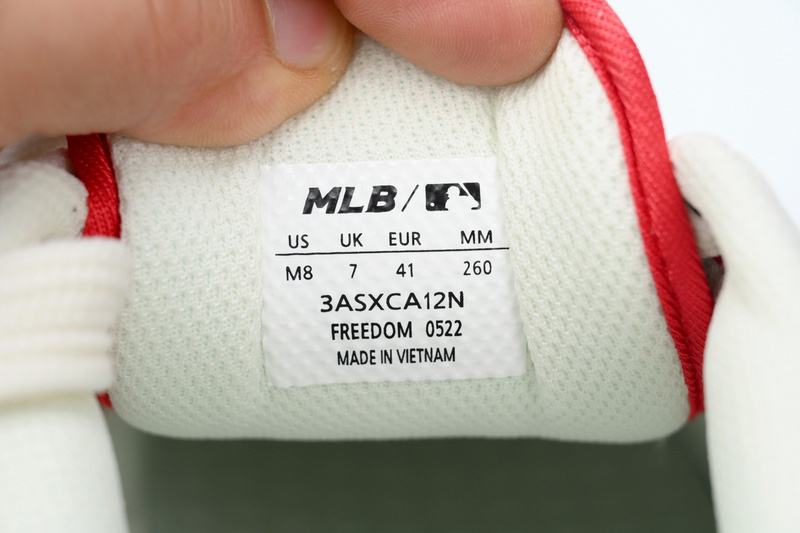 MLB/
US UK EUR MM
M8 7 41 260
3ASXCA12N
FREEDOM 0522
MADE IN VIETNAM